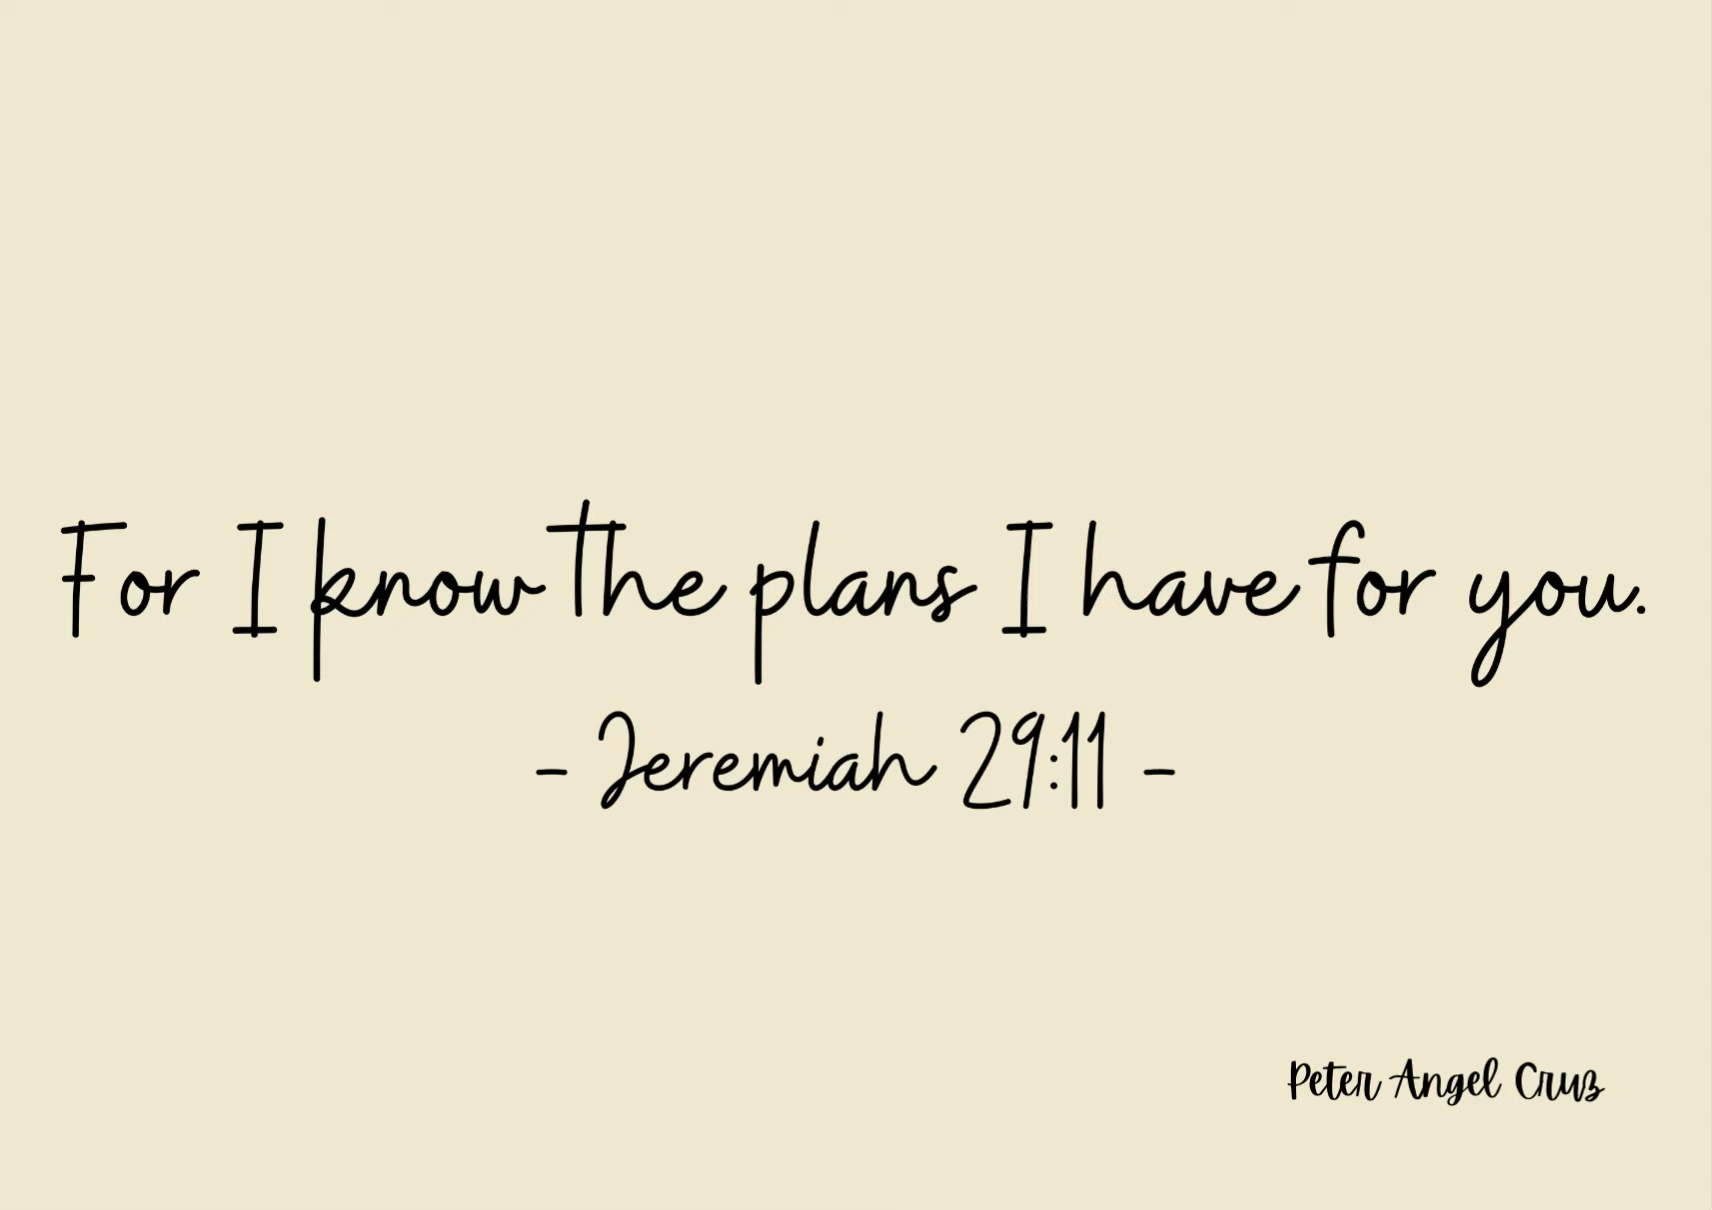 For I know the plans I have for you.
- Jeremiah 29:11 -
Peter Angel Cruz